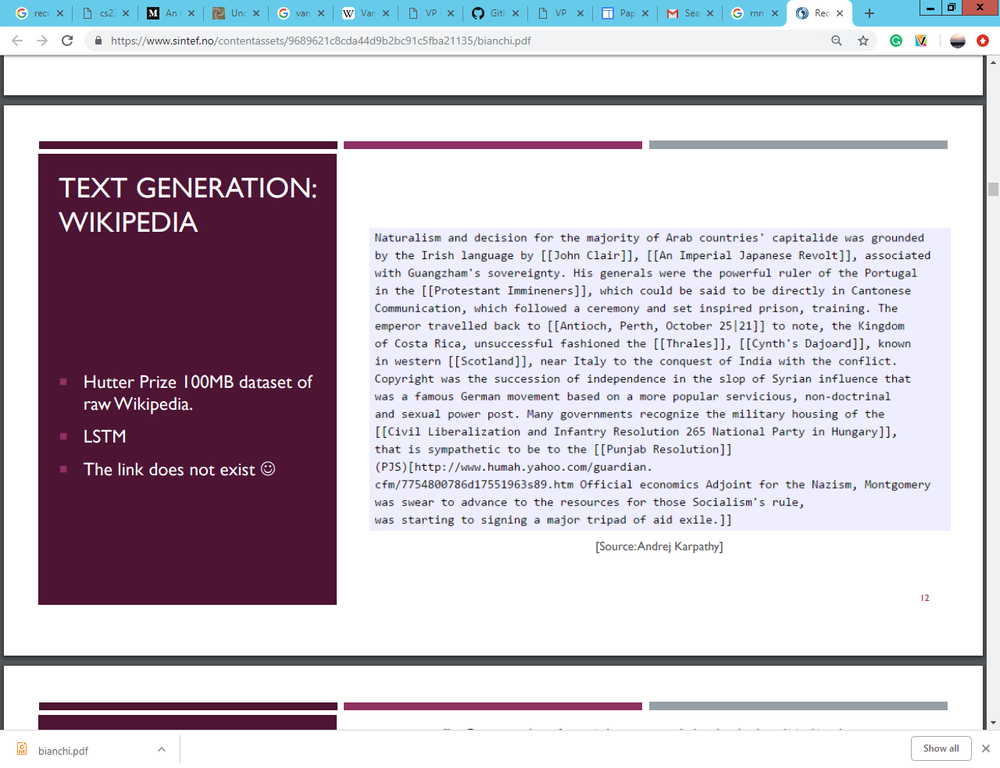 recu
cs2
An
Unc
van
Van
VP
Git
VP
Pap
Sea
rnn
Rec
https://www.sintef.no/contentassets/9689621c8cda44d9b2bc91c5fba21135/bianchi.pdf
TEXT GENERATION:
WIKIPEDIA
Hutter Prize 100MB dataset of
raw Wikipedia.
LSTM
The link does not exist ☺
Naturalism and decision for the majority of Arab countries' capitalide was grounded
by the Irish language by [[John Clair]], [[An Imperial Japanese Revolt]], associated
with Guangzham's sovereignty. His generals were the powerful ruler of the Portugal
in the [[Protestant Immineners]], which could be said to be directly in Cantonese
Communication, which followed a ceremony and set inspired prison, training. The
emperor travelled back to [[Antioch, Perth, October 25|21]] to note, the Kingdom
of Costa Rica, unsuccessful fashioned the [[Thrales]], [[Cynth's Dajoard]], known
in western [[Scotland]], near Italy to the conquest of India with the conflict.
Copyright was the succession of independence in the slop of Syrian influence that
was a famous German movement based on a more popular servicious, non-doctrinal
and sexual power post. Many governments recognize the military housing of the
[[Civil Liberalization and Infantry Resolution 265 National Party in Hungary]],
that is sympathetic to be to the [[Punjab Resolution]]
(PJS)[http://www.humah.yahoo.com/guardian.
cfm/7754800786d17551963s89.htm Official economics Adjoint for the Nazism, Montgomery
was swear to advance to the resources for those Socialism's rule,
was starting to signing a major tripad of aid exile.]]
[Source: Andrej Karpathy]
12
bianchi.pdf
Show all